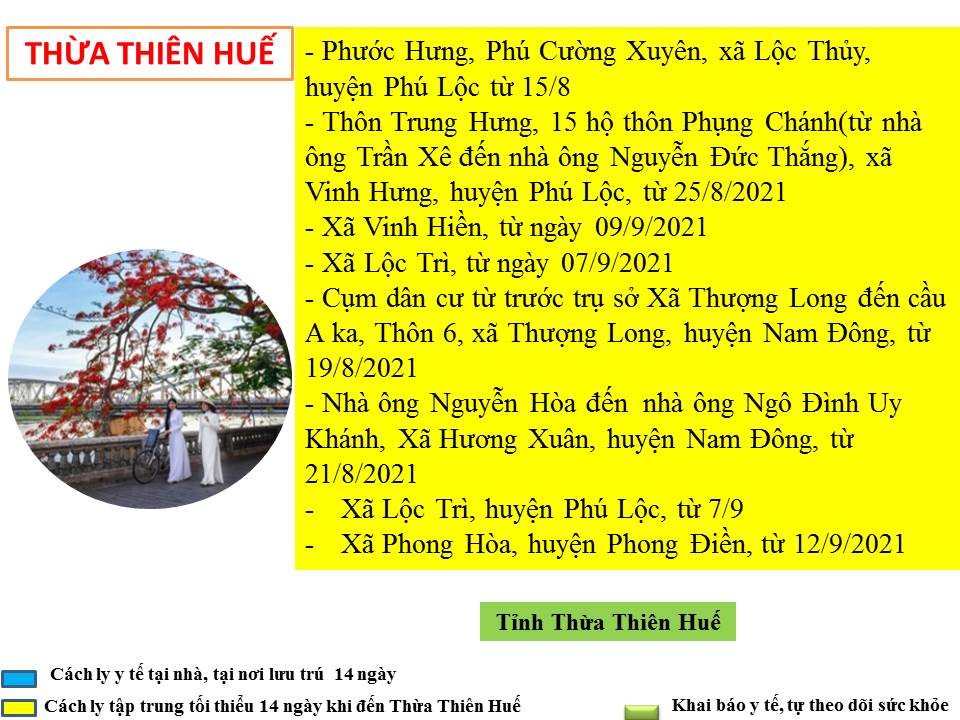 THỪA THIÊN HUẾ
- Phước Hưng, Phú Cường Xuyên, xã Lộc Thủy,
huyện Phú Lộc từ 15/8
- Thôn Trung Hưng, 15 hộ thôn Phụng Chánh(từ nhà
ông Trần Xê đến nhà ông Nguyễn Đức Thắng), xã
Vinh Hưng, huyện Phú Lộc, từ 25/8/2021
- Xã Vinh Hiền, từ ngày 09/9/2021
- Xã Lộc Trì, từ ngày 07/9/2021
- Cụm dân cư từ trước trụ sở Xã Thượng Long đến cầu
A ka, Thôn 6, xã Thượng Long, huyện Nam Đông, từ
19/8/2021
- Nhà ông Nguyễn Hòa đến nhà ông Ngô Đình Uy
Khánh, Xã Hương Xuân, huyện Nam Đông, từ
21/8/2021
- Xã Lộc Trì, huyện Phú Lộc, từ 7/9
- Xã Phong Hòa, huyện Phong Điền, từ 12/9/2021
Tỉnh Thừa Thiên Huế
Cách ly y tế tại nhà, tại nơi lưu trú 14 ngày
Cách ly tập trung tối thiểu 14 ngày khi đến Thừa Thiên Huế
Khai báo y tế, tự theo dõi sức khỏe